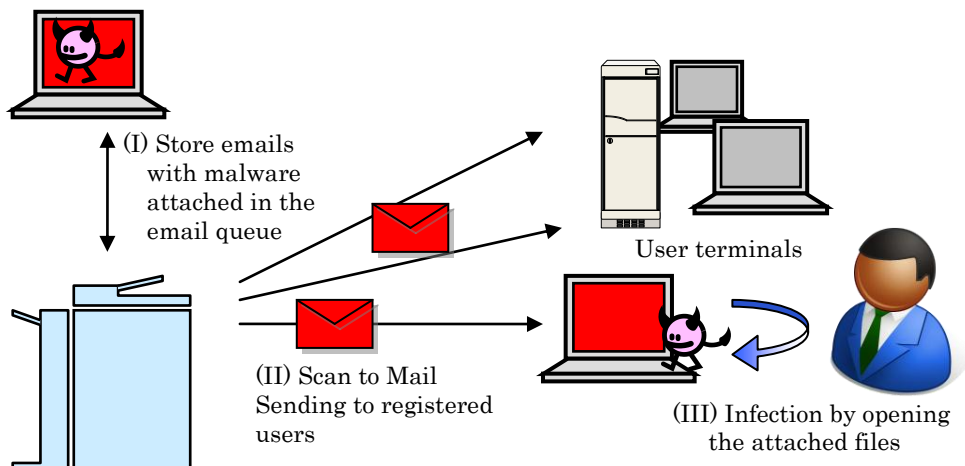 (I) Store emails
with malware
attached in the
email queue
User terminals
(II) Scan to Mail
Sending to registered
users
(III) Infection by opening
the attached files